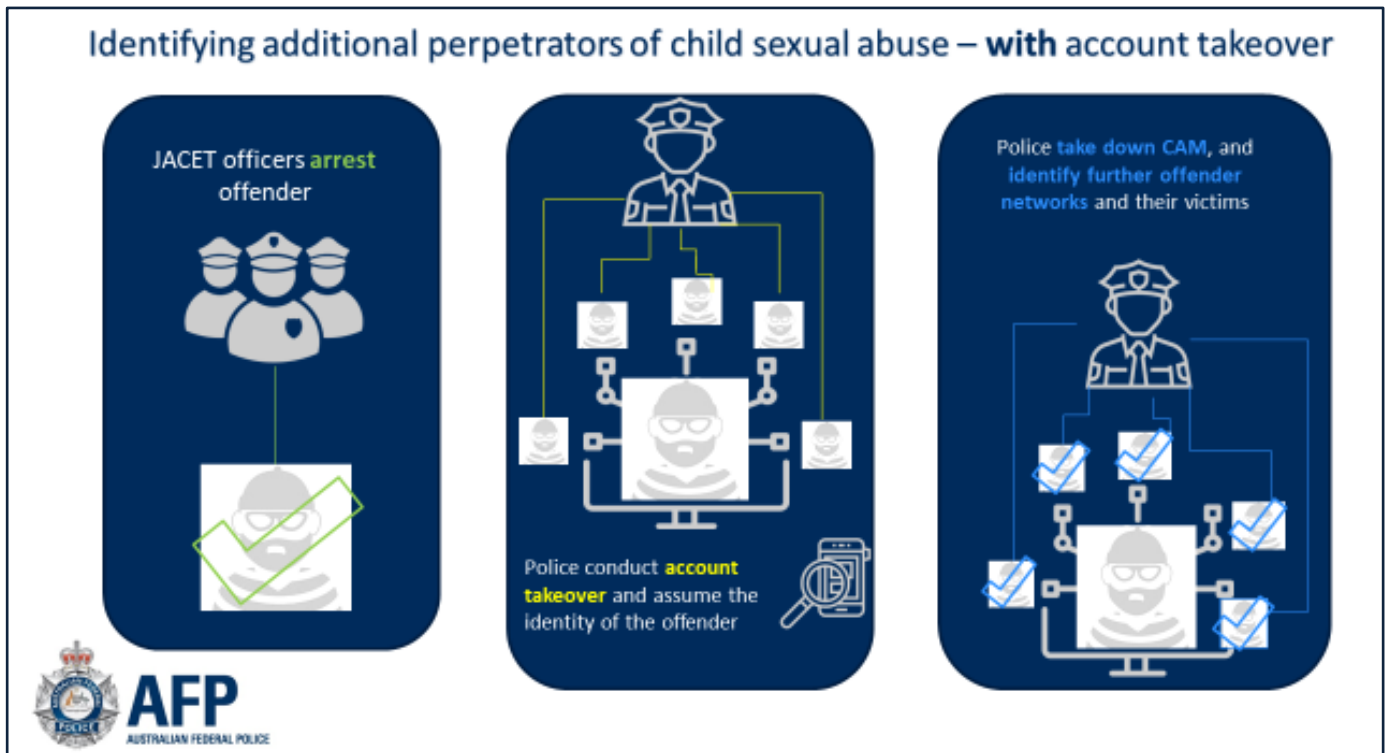 Identifying additional perpetrators of child sexual abuse – with account takeover
JACET officers arrest
offender
Police conduct account
takeover and assume the
identity of the offender
Police take down CAM, and
identify further offender
networks and their victims
POLICE
AFP
AUSTRALIAN FEDERAL POLICE